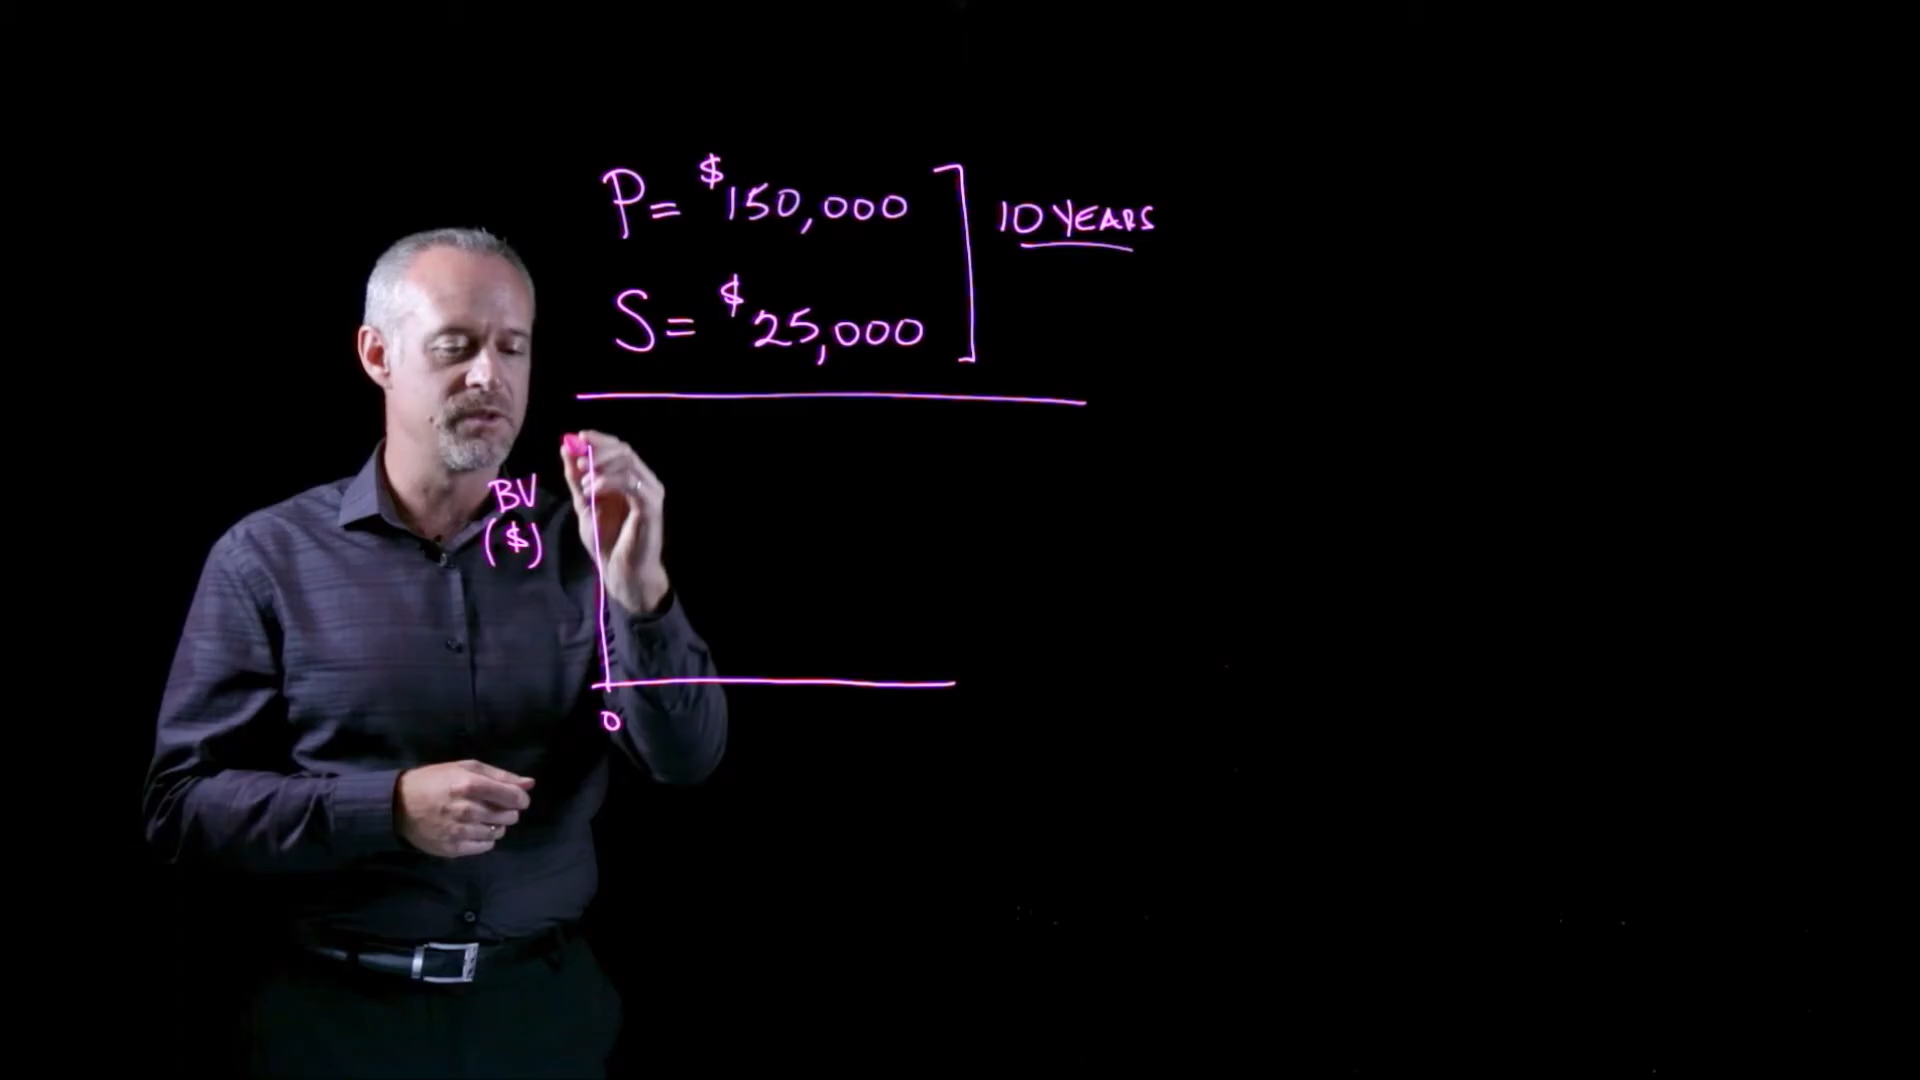 P = $150,000
10 YEARS
S = $25,000
BV
($)
0